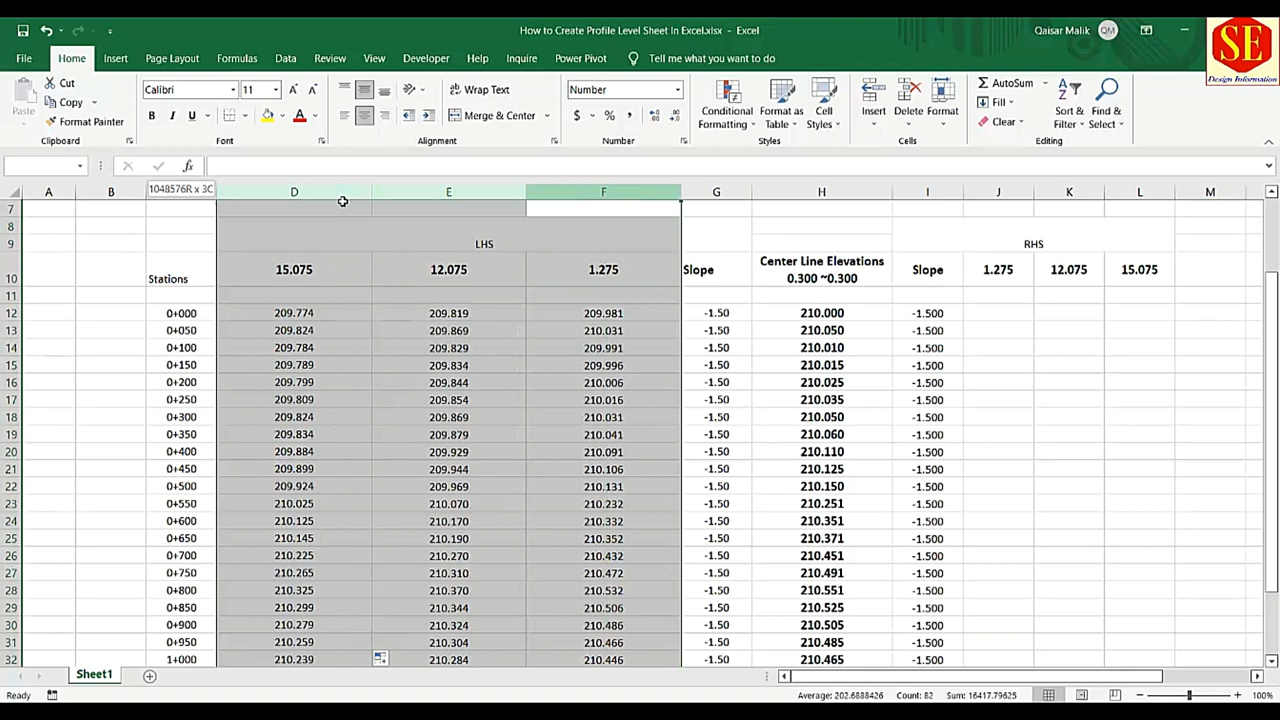 How to Create Profile Level Sheet In Excel.xlsx - Excel
Qaisar Malik QM
SE
Design Information
File Home Insert Page Layout Formulas Data Review View Developer Help Inquire Power Pivot Tell me what you want to do
Cut
Copy
Format Painter
Paste
Calibri 11
B I U
Wrap Text
Merge & Center
Number
$ %
Conditional Formatting
Format as Table
Cell Styles
Insert Delete Format
AutoSum
Fill
Clear
Sort & Filter
Find & Select
Clipboard Font Alignment Number Styles Cells Editing
fx
1048576R x 3C
A B D E F G H I J K L M
7
8
9 LHS RHS
10 Stations 15.075 12.075 1.275 Slope Center Line Elevations 0.300 ~0.300 Slope 1.275 12.075 15.075
11
12 0+000 209.774 209.819 209.981 -1.50 210.000 -1.500
13 0+050 209.824 209.869 210.031 -1.50 210.050 -1.500
14 0+100 209.784 209.829 209.991 -1.50 210.010 -1.500
15 0+150 209.789 209.834 209.996 -1.50 210.015 -1.500
16 0+200 209.799 209.844 210.006 -1.50 210.025 -1.500
17 0+250 209.809 209.854 210.016 -1.50 210.035 -1.500
18 0+300 209.824 209.869 210.031 -1.50 210.050 -1.500
19 0+350 209.834 209.879 210.041 -1.50 210.060 -1.500
20 0+400 209.884 209.929 210.091 -1.50 210.110 -1.500
21 0+450 209.899 209.944 210.106 -1.50 210.125 -1.500
22 0+500 209.924 209.969 210.131 -1.50 210.150 -1.500
23 0+550 210.025 210.070 210.232 -1.50 210.251 -1.500
24 0+600 210.125 210.170 210.332 -1.50 210.351 -1.500
25 0+650 210.145 210.190 210.352 -1.50 210.371 -1.500
26 0+700 210.225 210.270 210.432 -1.50 210.451 -1.500
27 0+750 210.265 210.310 210.472 -1.50 210.491 -1.500
28 0+800 210.325 210.370 210.532 -1.50 210.551 -1.500
29 0+850 210.299 210.344 210.506 -1.50 210.525 -1.500
30 0+900 210.279 210.324 210.486 -1.50 210.505 -1.500
31 0+950 210.259 210.304 210.466 -1.50 210.485 -1.500
32 1+000 210.239 210.284 210.446 -1.50 210.465 -1.500
Sheet1
Ready Average: 202.6888426 Count: 82 Sum: 16417.79625 100%